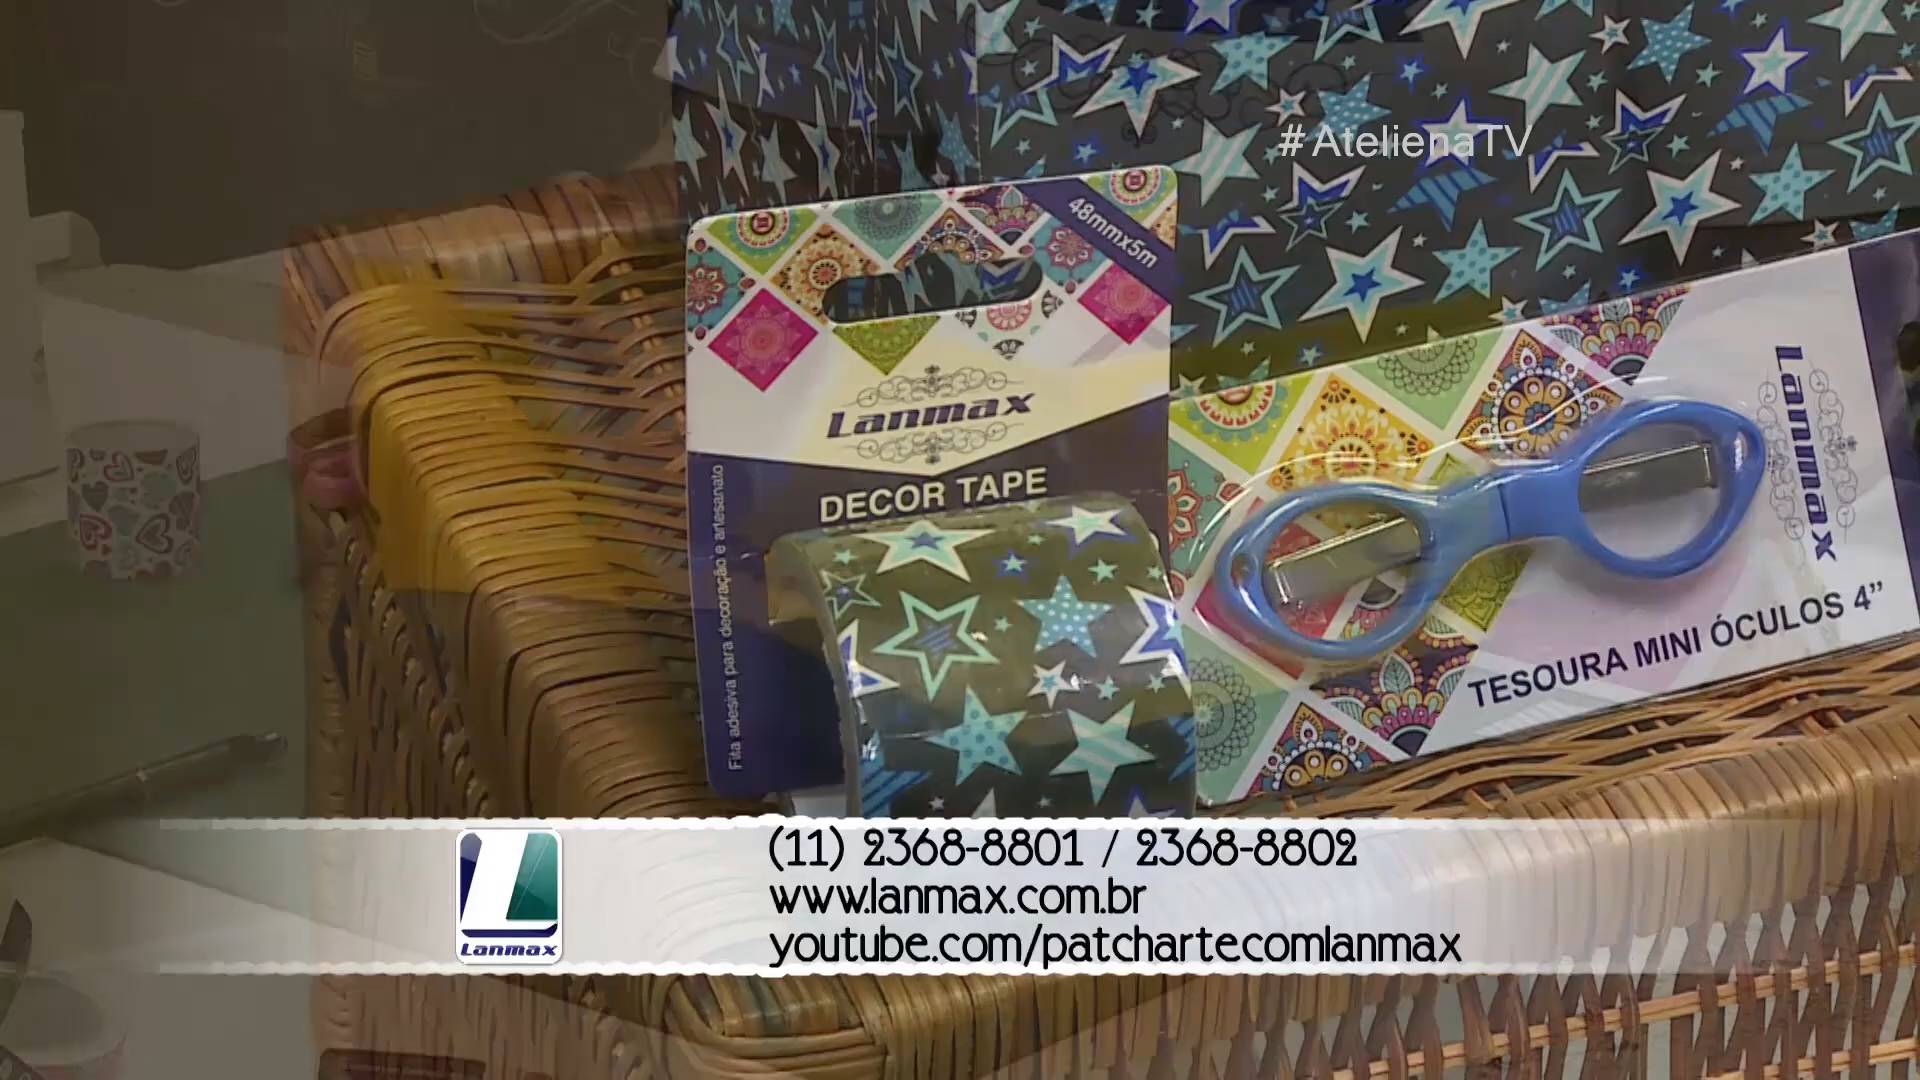 #AtelienaTV
48mmx5m
Lanmax
DECOR TAPE
Fita adesiva para decoração e artesanato
Lanmax
TESOURA MINI ÓCULOS 4”
Lanmax
(11) 2368-8801 / 2368-8802
www.lanmax.com.br
youtube.com/patchartecomlanmax